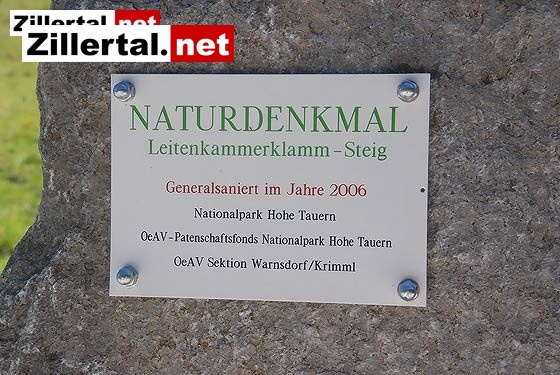 Zillertal.net
Zillertal.net
NATURDENKMAL
Leitenkammerklamm-Steig
Generalsaniert im Jahre 2006
Nationalpark Hohe Tauern
OeAV-Patenschaftsfonds Nationalpark Hohe Tauern
OeAV Sektion Warnsdorf/Krimml